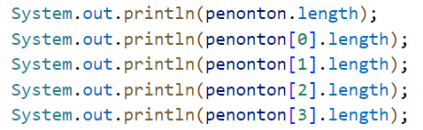 System.out.println(penonton.length);
System.out.println(penonton[0].length);
System.out.println(penonton[1].length);
System.out.println(penonton[2].length);
System.out.println(penonton[3].length);